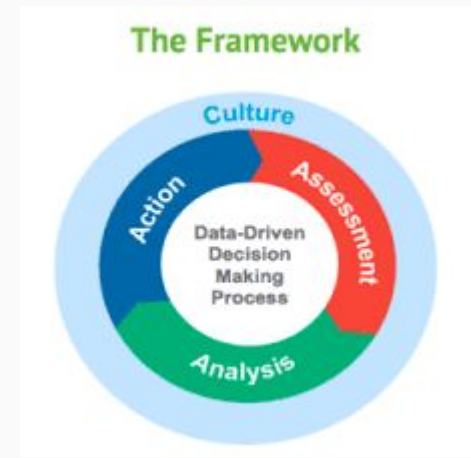 The Framework
Culture
Assessment
Action
Data-Driven
Decision
Making
Process
Analysis